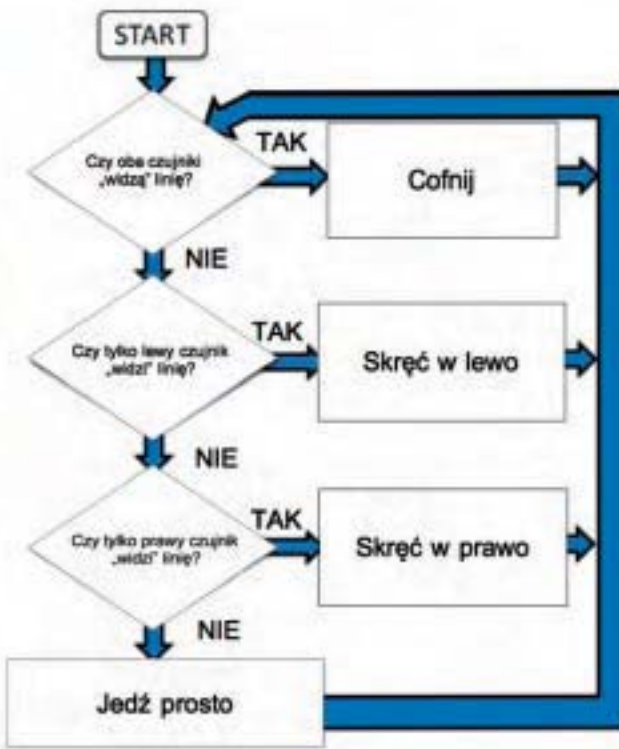 START
Czy oba czujniki
„widzą” linię?
TAK
Cofnij
NIE
Czy tylko lewy czujnik
„widzi” linię?
TAK
Skręć w lewo
NIE
Czy tylko prawy czujnik
„widzi” linię?
TAK
Skręć w prawo
NIE
Jedź prosto